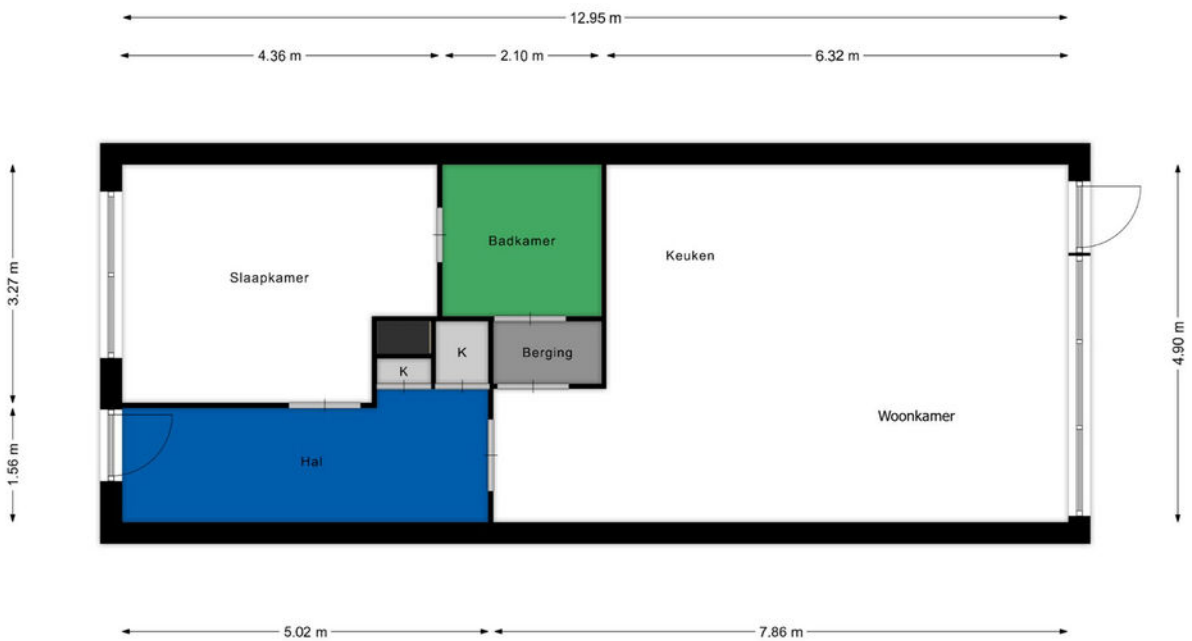 12.95 m
4.36 m
2.10 m
6.32 m
3.27 m
1.56 m
4.90 m
Badkamer
Keuken
Slaapkamer
K
Berging
K
Woonkamer
Hal
5.02 m
7.86 m